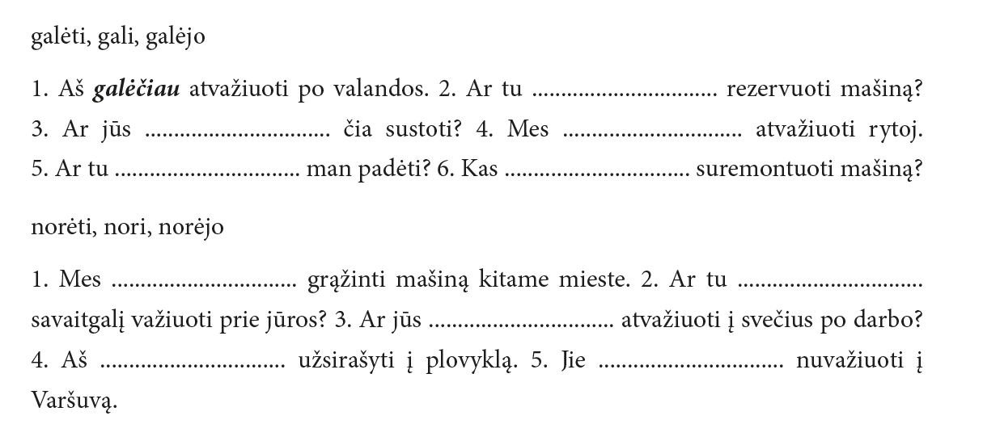 galėti, gali, galėjo
1. Aš galėčiau atvažiuoti po valandos. 2. Ar tu ................................ rezervuoti mašiną?
3. Ar jūs ................................ čia sustoti? 4. Mes ............................... atvažiuoti rytoj.
5. Ar tu ................................ man padėti? 6. Kas ................................ suremontuoti mašiną?
norėti, nori, norėjo
1. Mes ................................ grąžinti mašiną kitame mieste. 2. Ar tu ................................
savaitgalį važiuoti prie jūros? 3. Ar jūs ................................ atvažiuoti į svečius po darbo?
4. Aš ................................ užsirašyti į plovyklą. 5. Jie ................................ nuvažiuoti į
Varšuvą.